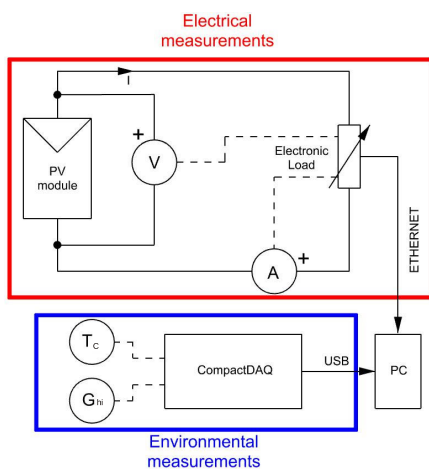 Electrical
measurements
I
+
V
PV
module
Electronic
Load
A
+
ETHERNET
Tc
Ghi
CompactDAQ
USB
PC
Environmental
measurements